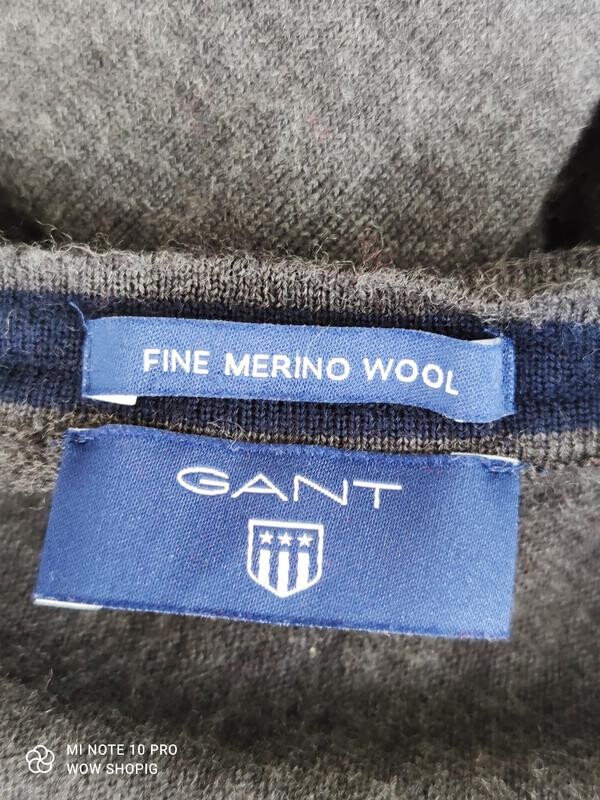 FINE MERINO WOOL
GANT
MI NOTE 10 PRO
WOW SHOPIG